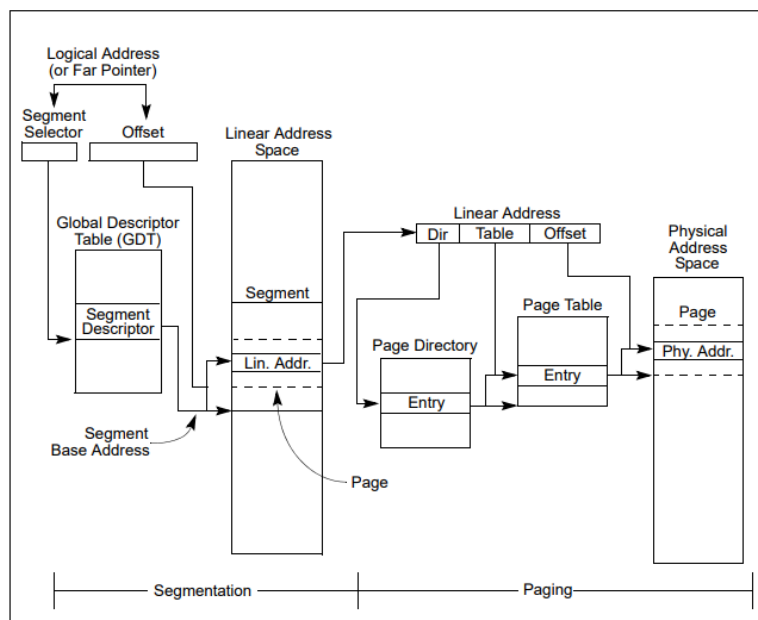 Logical Address
(or Far Pointer)
Segment
Selector
Offset
Linear Address
Space
Global Descriptor
Table (GDT)
Segment
Descriptor
Segment
Lin. Addr.
Segment
Base Address
Page
Linear Address
Dir
Table
Offset
Physical
Address
Space
Page Directory
Entry
Page Table
Entry
Page
Phy. Addr.
Segmentation
Paging